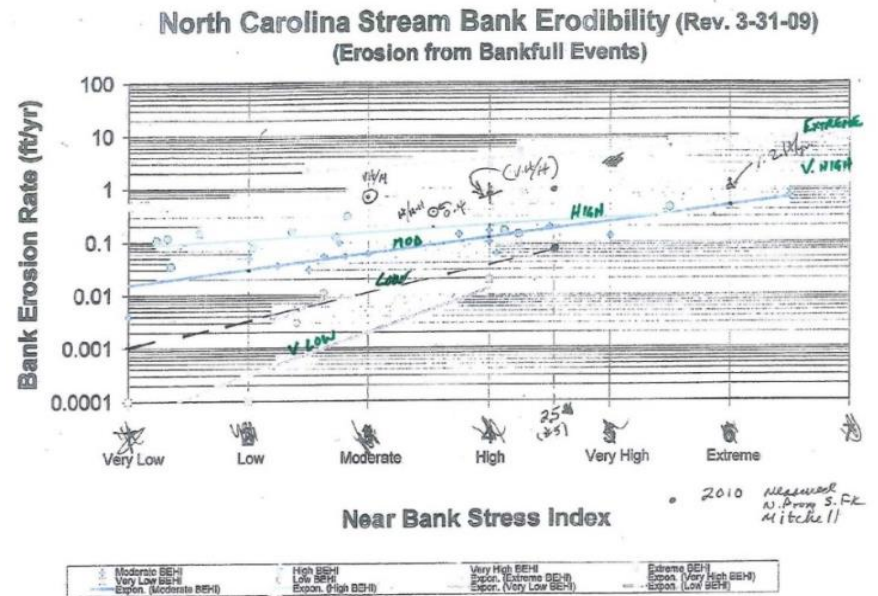 North Carolina Stream Bank Erodibility (Rev. 3-31-09)
(Erosion from Bankfull Events)
Bank Erosion Rate (ft/yr)
100
10
1
0.1
0.01
0.001
0.0001
EXTREME
V. HIGH
HIGH
MOD
LOW
V LOW
(V.H/H)
V.H/H
Very Low
Low
Moderate
High
Very High
Extreme
Near Bank Stress Index
2010 Measured
S. FK
Mitchell
Moderate BEHI
High BEHI
Very High BEHI
Extreme BEHI
Very Low BEHI
Low BEHI
Expon. (Extreme BEHI)
Expon. (Very High BEHI)
Expon. (Moderate BEHI)
Expon. (High BEHI)
Expon. (Very Low BEHI)
Expon. (Low BEHI)